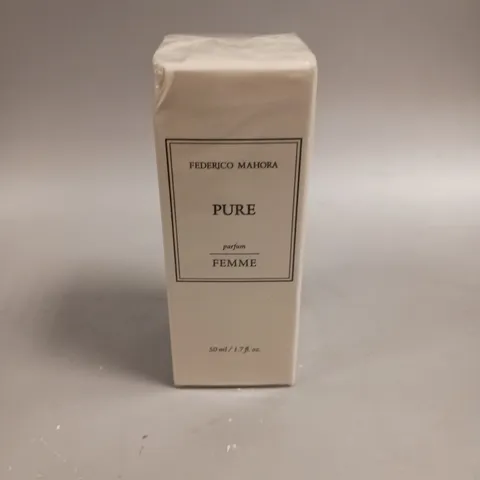 FEDERICO MAHORA
PURE
parfum
FEMME
50 ml / 1.7 fl. oz.